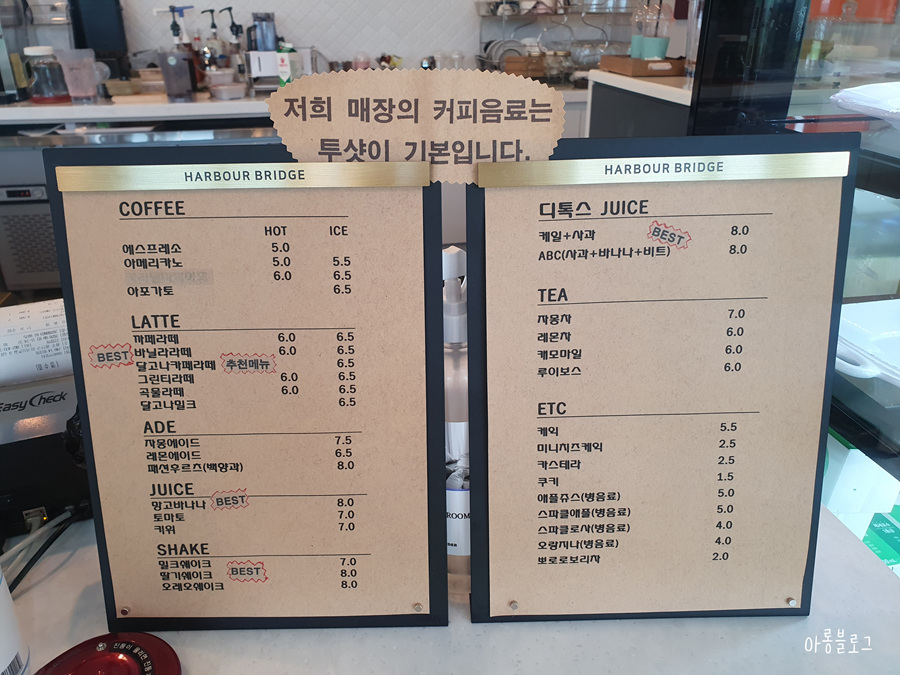 저희 매장의 커피음료는
투샷이 기본입니다.
HARBOUR BRIDGE
COFFEE
HOT ICE
에스프레소 5.0
아메리카노 5.0 5.5
6.0 6.5
아포가토 6.5
LATTE
까페라떼 6.0 6.5
BEST 바닐라라떼 6.0 6.5
달고나카페라떼 추천메뉴 6.5
그린티라떼 6.0 6.5
곡물라떼 6.0 6.5
달고나밀크 6.5
ADE
자몽에이드 7.5
레몬에이드 6.5
패션후르츠(백향과) 8.0
JUICE
망고바나나 BEST 8.0
토마토 7.0
키위 7.0
SHAKE
밀크쉐이크 7.0
딸기쉐이크 BEST 8.0
오레오쉐이크 8.0
HARBOUR BRIDGE
디톡스 JUICE
케일+사과 BEST 8.0
ABC(사과+바나나+비트) 8.0
TEA
자몽차 7.0
레몬차 6.0
캐모마일 6.0
루이보스 6.0
ETC
케익 5.5
미니치즈케익 2.5
카스테라 2.5
쿠키 1.5
애플쥬스(병음료) 5.0
스파클애플(병음료) 5.0
스파클로사(병음료) 4.0
오랑지나(병음료) 4.0
뽀로로보리차 2.0
EasyCheck
ROOM
아롱블로그